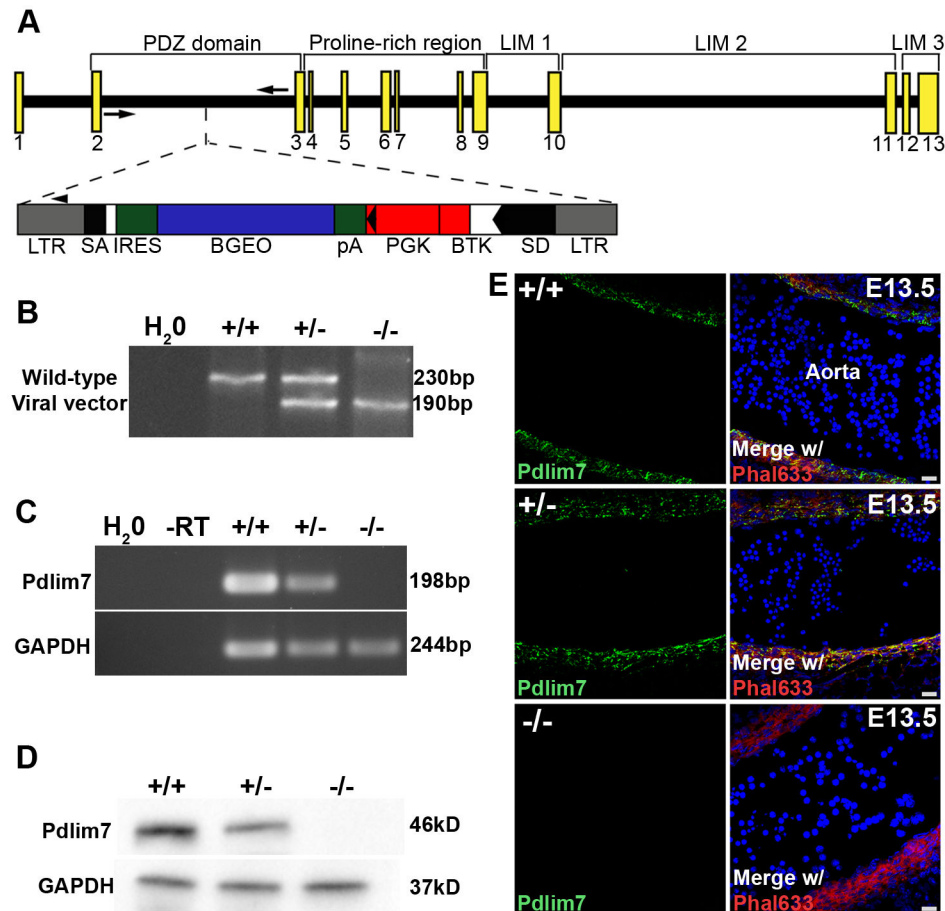 A
PDZ domain
Proline-rich region
LIM 1
LIM 2
LIM 3
1 2 3 4 5 6 7 8 9 10 11 12 13
LTR SA IRES BGEO pA PGK BTK SD LTR
B
H20 +/+ +/- -/-
Wild-type 230bp
Viral vector 190bp
C
H20 -RT +/+ +/- -/-
Pdlim7 198bp
GAPDH 244bp
D
+/+ +/- -/-
Pdlim7 46kD
GAPDH 37kD
E
+/+ E13.5
Aorta
Merge w/
Pdlim7 Phal633
+/- E13.5
Merge w/
Pdlim7 Phal633
-/- E13.5
Merge w/
Pdlim7 Phal633